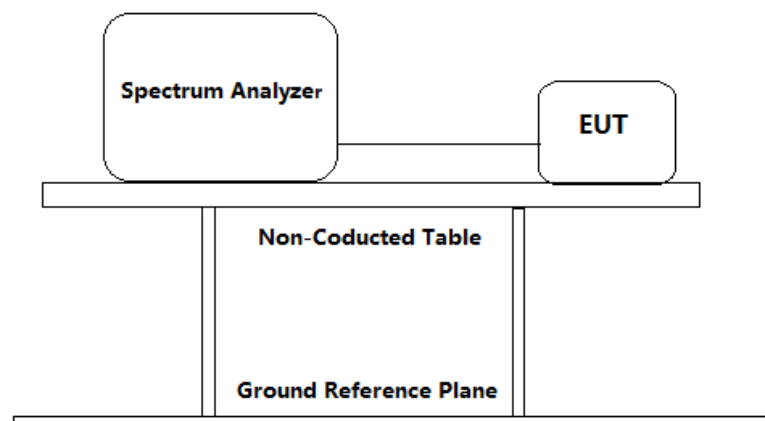 Spectrum Analyzer
EUT
Non-Coducted Table
Ground Reference Plane